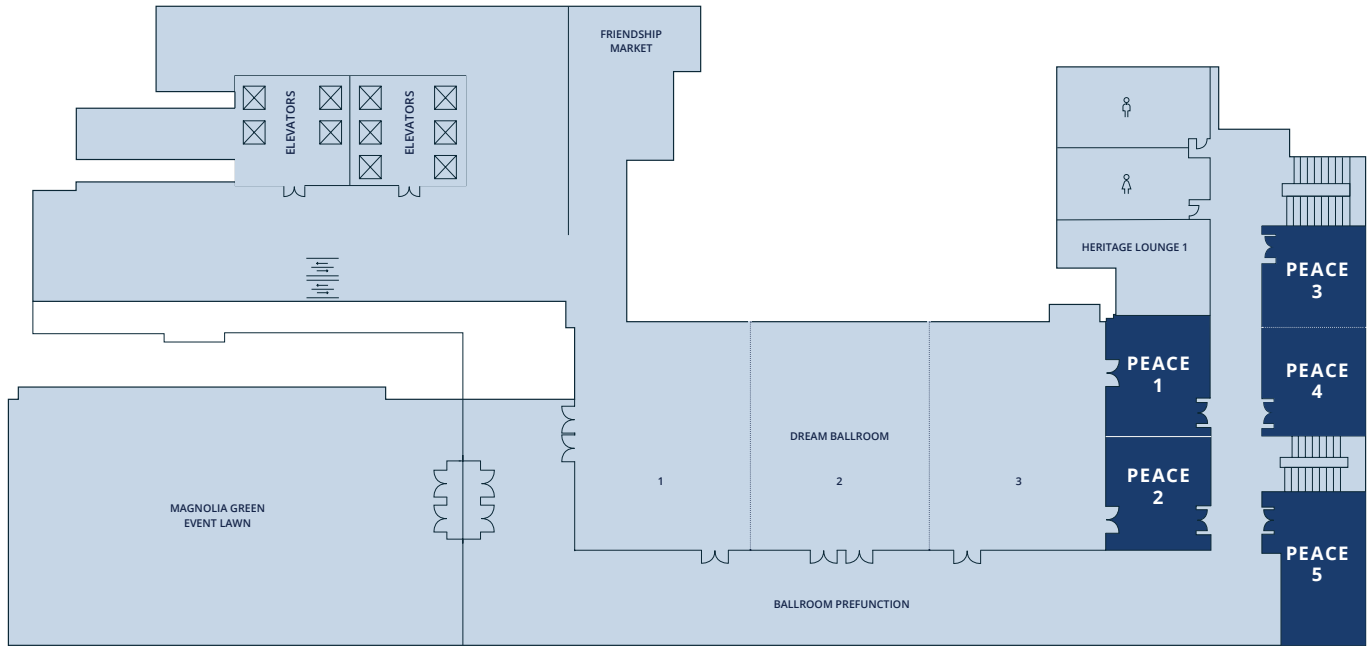 FRIENDSHIP
MARKET
ELEVATORS
ELEVATORS
HERITAGE LOUNGE 1
PEACE
3
PEACE
1
PEACE
4
DREAM BALLROOM
1
2
3
PEACE
2
MAGNOLIA GREEN
EVENT LAWN
PEACE
5
BALLROOM PREFUNCTION